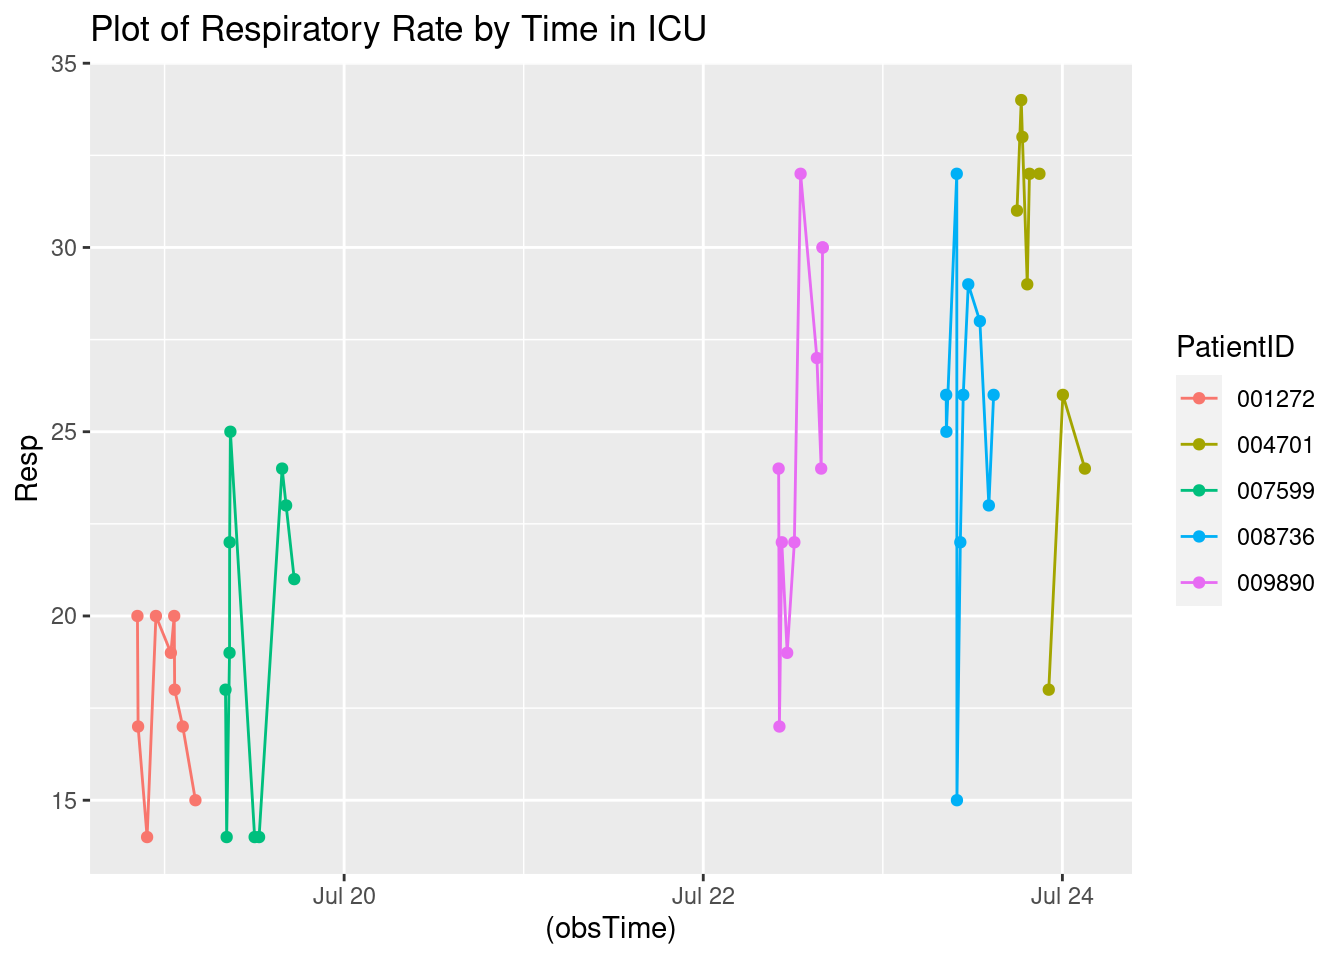 Plot of Respiratory Rate by Time in ICU
35
30
25
20
15
Resp
Jul 20
Jul 22
Jul 24
(obsTime)
PatientID
001272
004701
007599
008736
009890